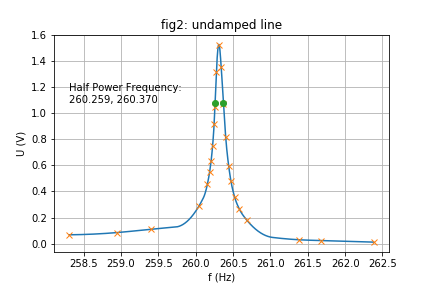 fig2: undamped line
1.6
1.4
1.2
1.0
0.8
0.6
0.4
0.2
0.0
U (V)
Half Power Frequency:
260.259, 260.370
258.5 259.0 259.5 260.0 260.5 261.0 261.5 262.0 262.5
f (Hz)